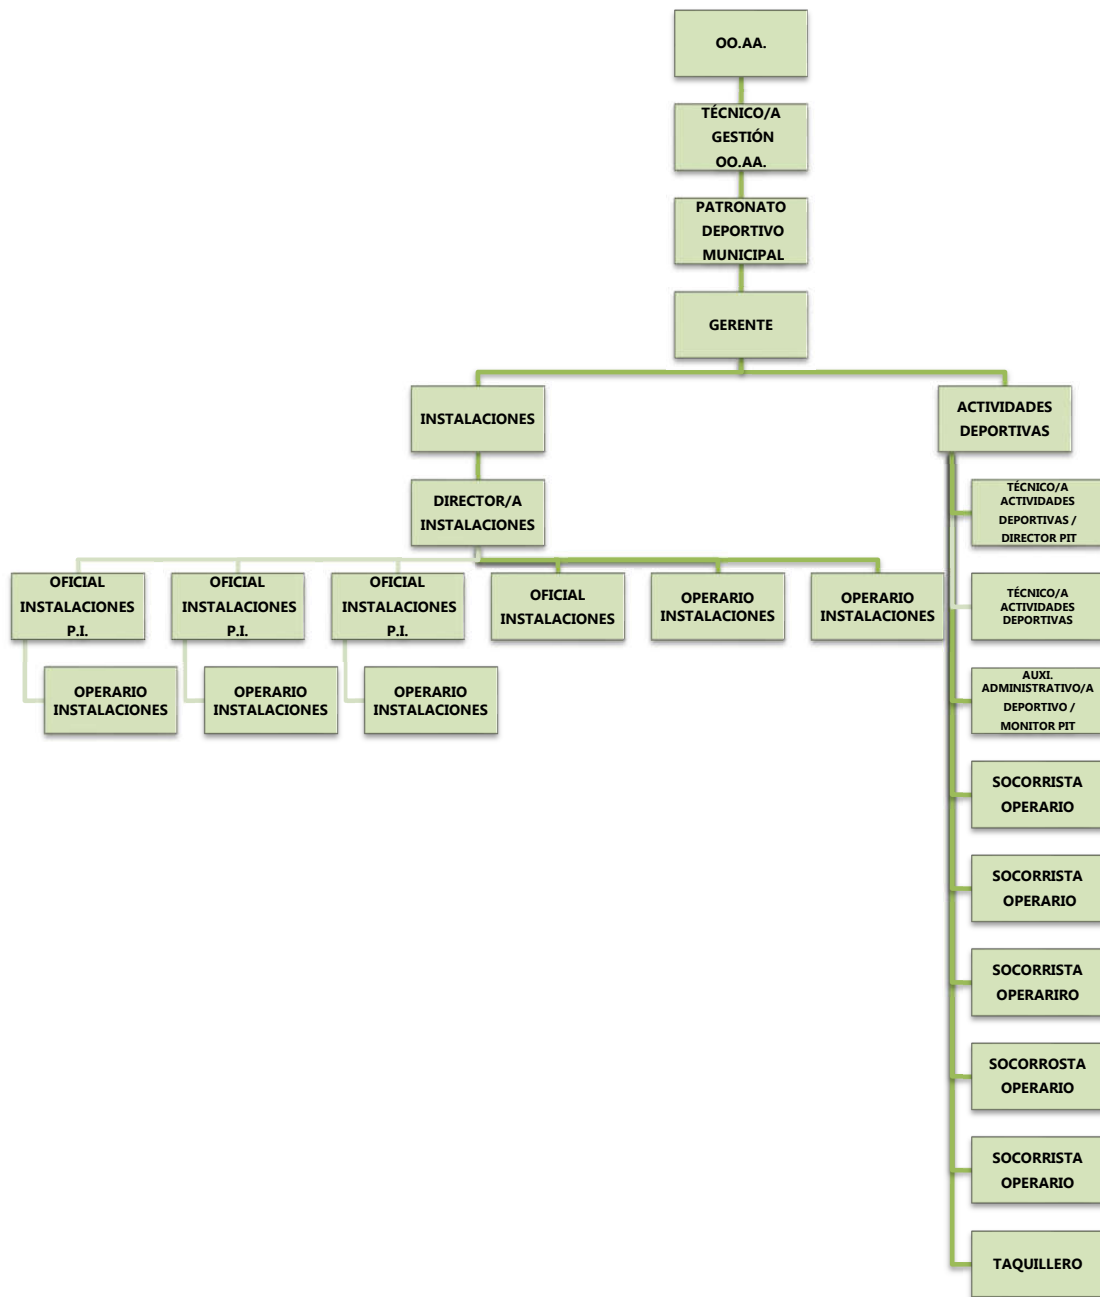 OO.AA.
TÉCNICO/A
GESTIÓN
OO.AA.
PATRONATO
DEPORTIVO
MUNICIPAL
GERENTE
INSTALACIONES
ACTIVIDADES
DEPORTIVAS
DIRECTOR/A
INSTALACIONES
OFICIAL
INSTALACIONES
P.I.
OFICIAL
INSTALACIONES
P.I.
OFICIAL
INSTALACIONES
P.I.
OFICIAL
INSTALACIONES
OPERARIO
INSTALACIONES
OPERARIO
INSTALACIONES
OPERARIO
INSTALACIONES
OPERARIO
INSTALACIONES
OPERARIO
INSTALACIONES
TÉCNICO/A
ACTIVIDADES
DEPORTIVAS /
DIRECTOR PIT
TÉCNICO/A
ACTIVIDADES
DEPORTIVAS
AUXI.
ADMINISTRATIVO/A
DEPORTIVO /
MONITOR PIT
SOCORRISTA
OPERARIO
SOCORRISTA
OPERARIO
SOCORRISTA
OPERARIRO
SOCORROSTA
OPERARIO
SOCORRISTA
OPERARIO
TAQUILLERO